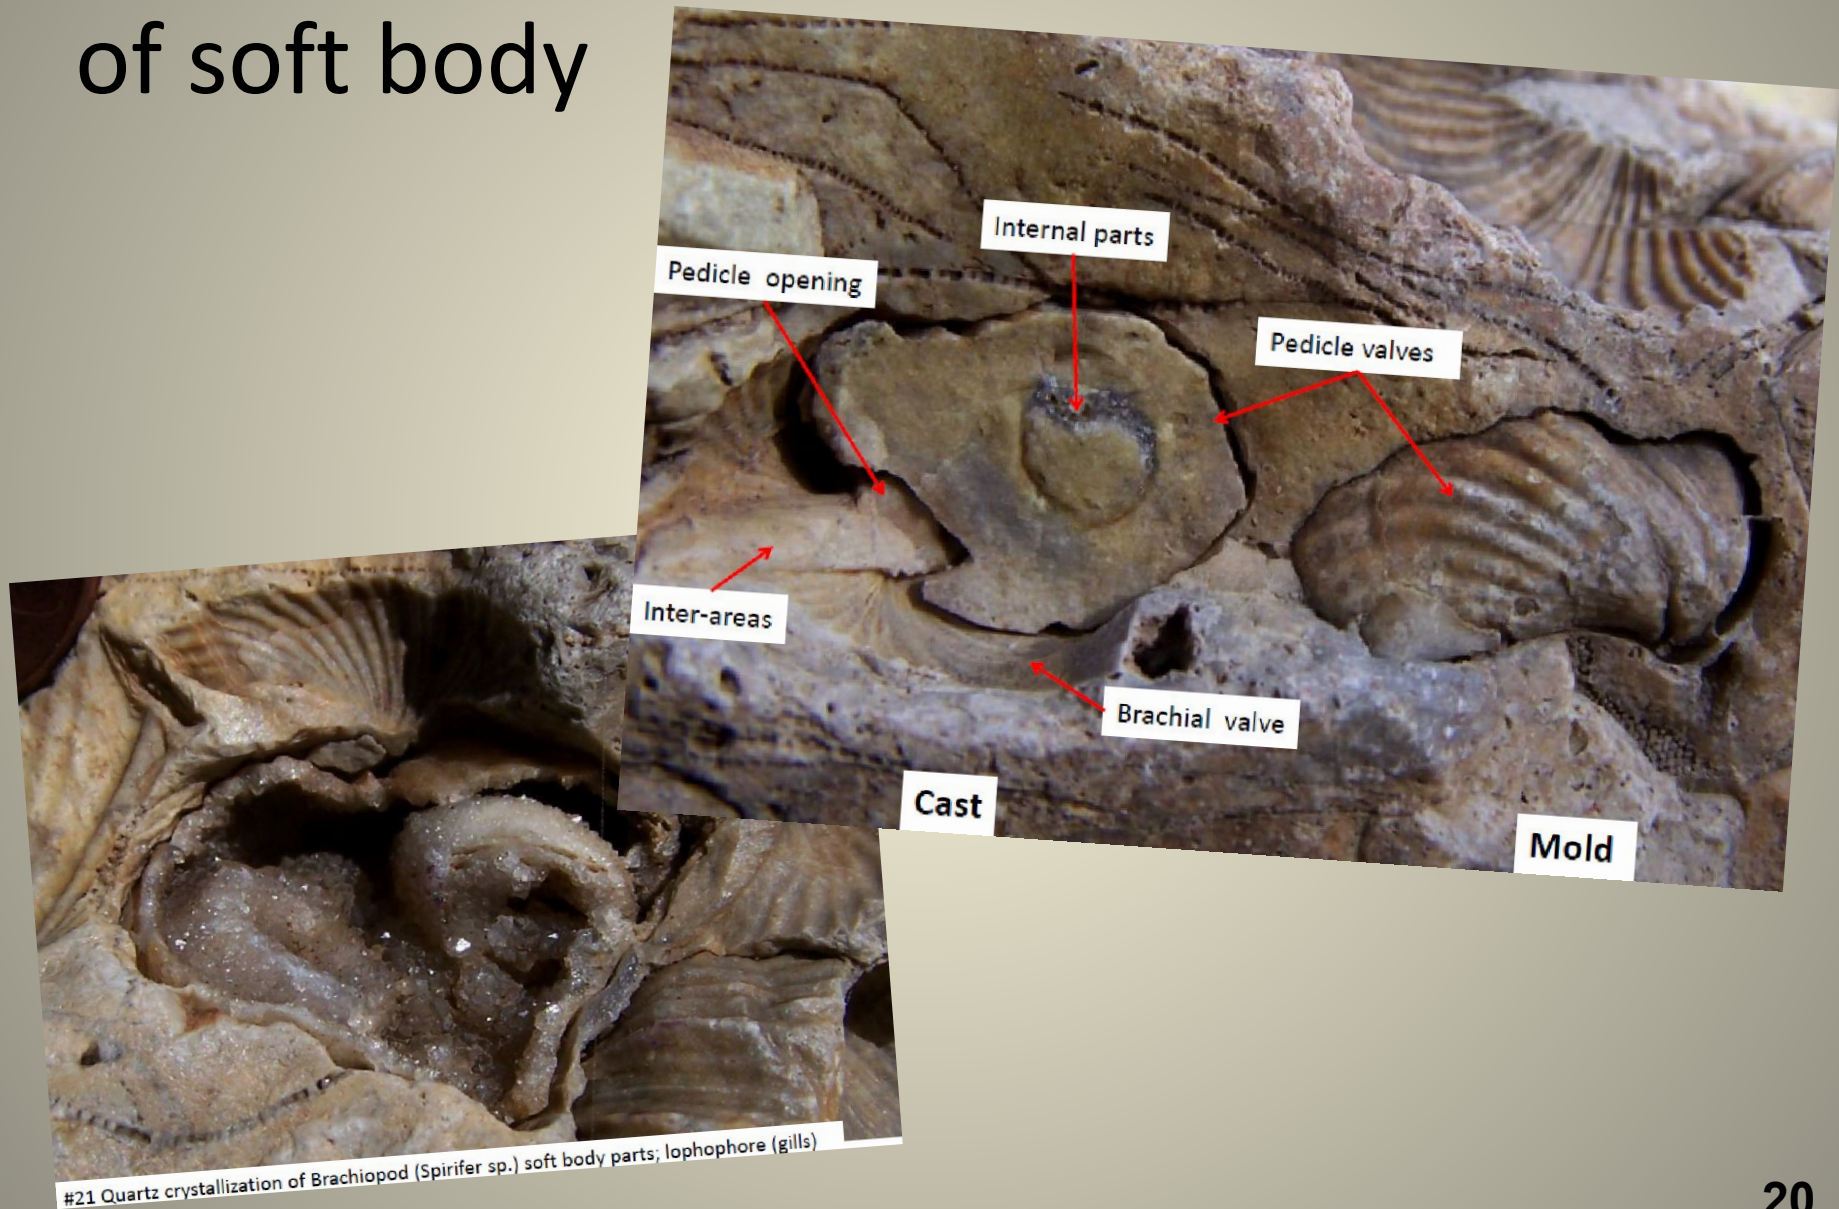 of soft body
Internal parts
Pedicle opening
Pedicle valves
Inter-areas
Brachial valve
Cast
Mold
#21 Quartz crystallization of Brachiopod (Spirifer sp.) soft body parts; lophophore (gills)
20